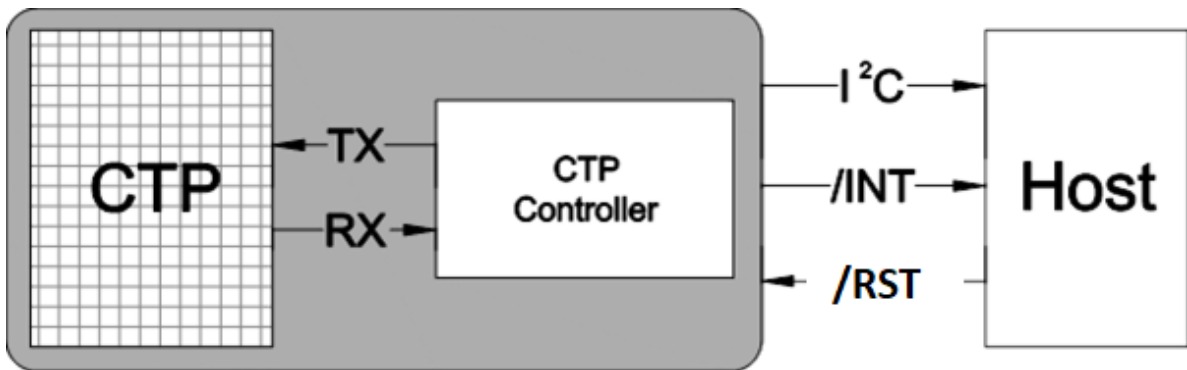 CTP
TX
RX
CTP
Controller
I²C
/INT
/RST
Host